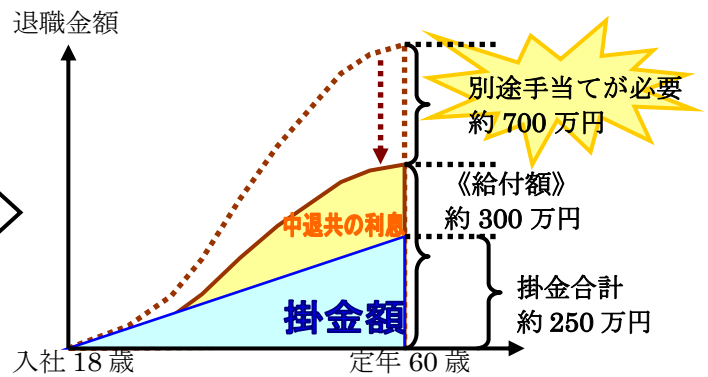 退職金額
別途手当てが必要
約 700 万円
《給付額》
約 300 万円
中退共の利息
掛金合計
約 250 万円
掛金額
入社 18 歳
定年 60 歳